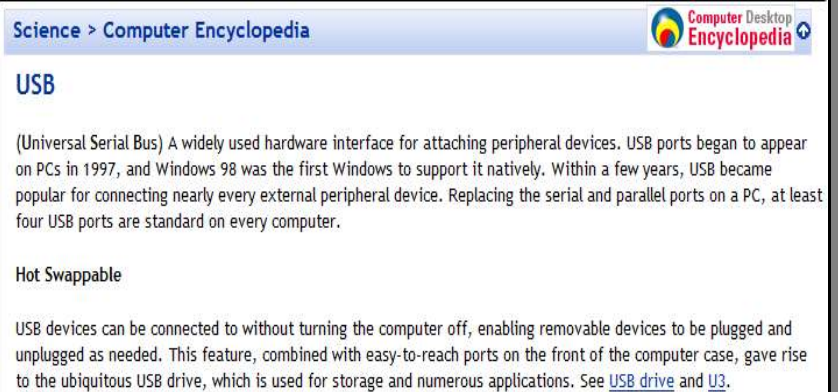 Science > Computer Encyclopedia
Computer Desktop
Encyclopedia
USB
(Universal Serial Bus) A widely used hardware interface for attaching peripheral devices. USB ports began to appear
on PCs in 1997, and Windows 98 was the first Windows to support it natively. Within a few years, USB became
popular for connecting nearly every external peripheral device. Replacing the serial and parallel ports on a PC, at least
four USB ports are standard on every computer.
Hot Swappable
USB devices can be connected to without turning the computer off, enabling removable devices to be plugged and
unplugged as needed. This feature, combined with easy-to-reach ports on the front of the computer case, gave rise
to the ubiquitous USB drive, which is used for storage and numerous applications. See USB drive and U3.